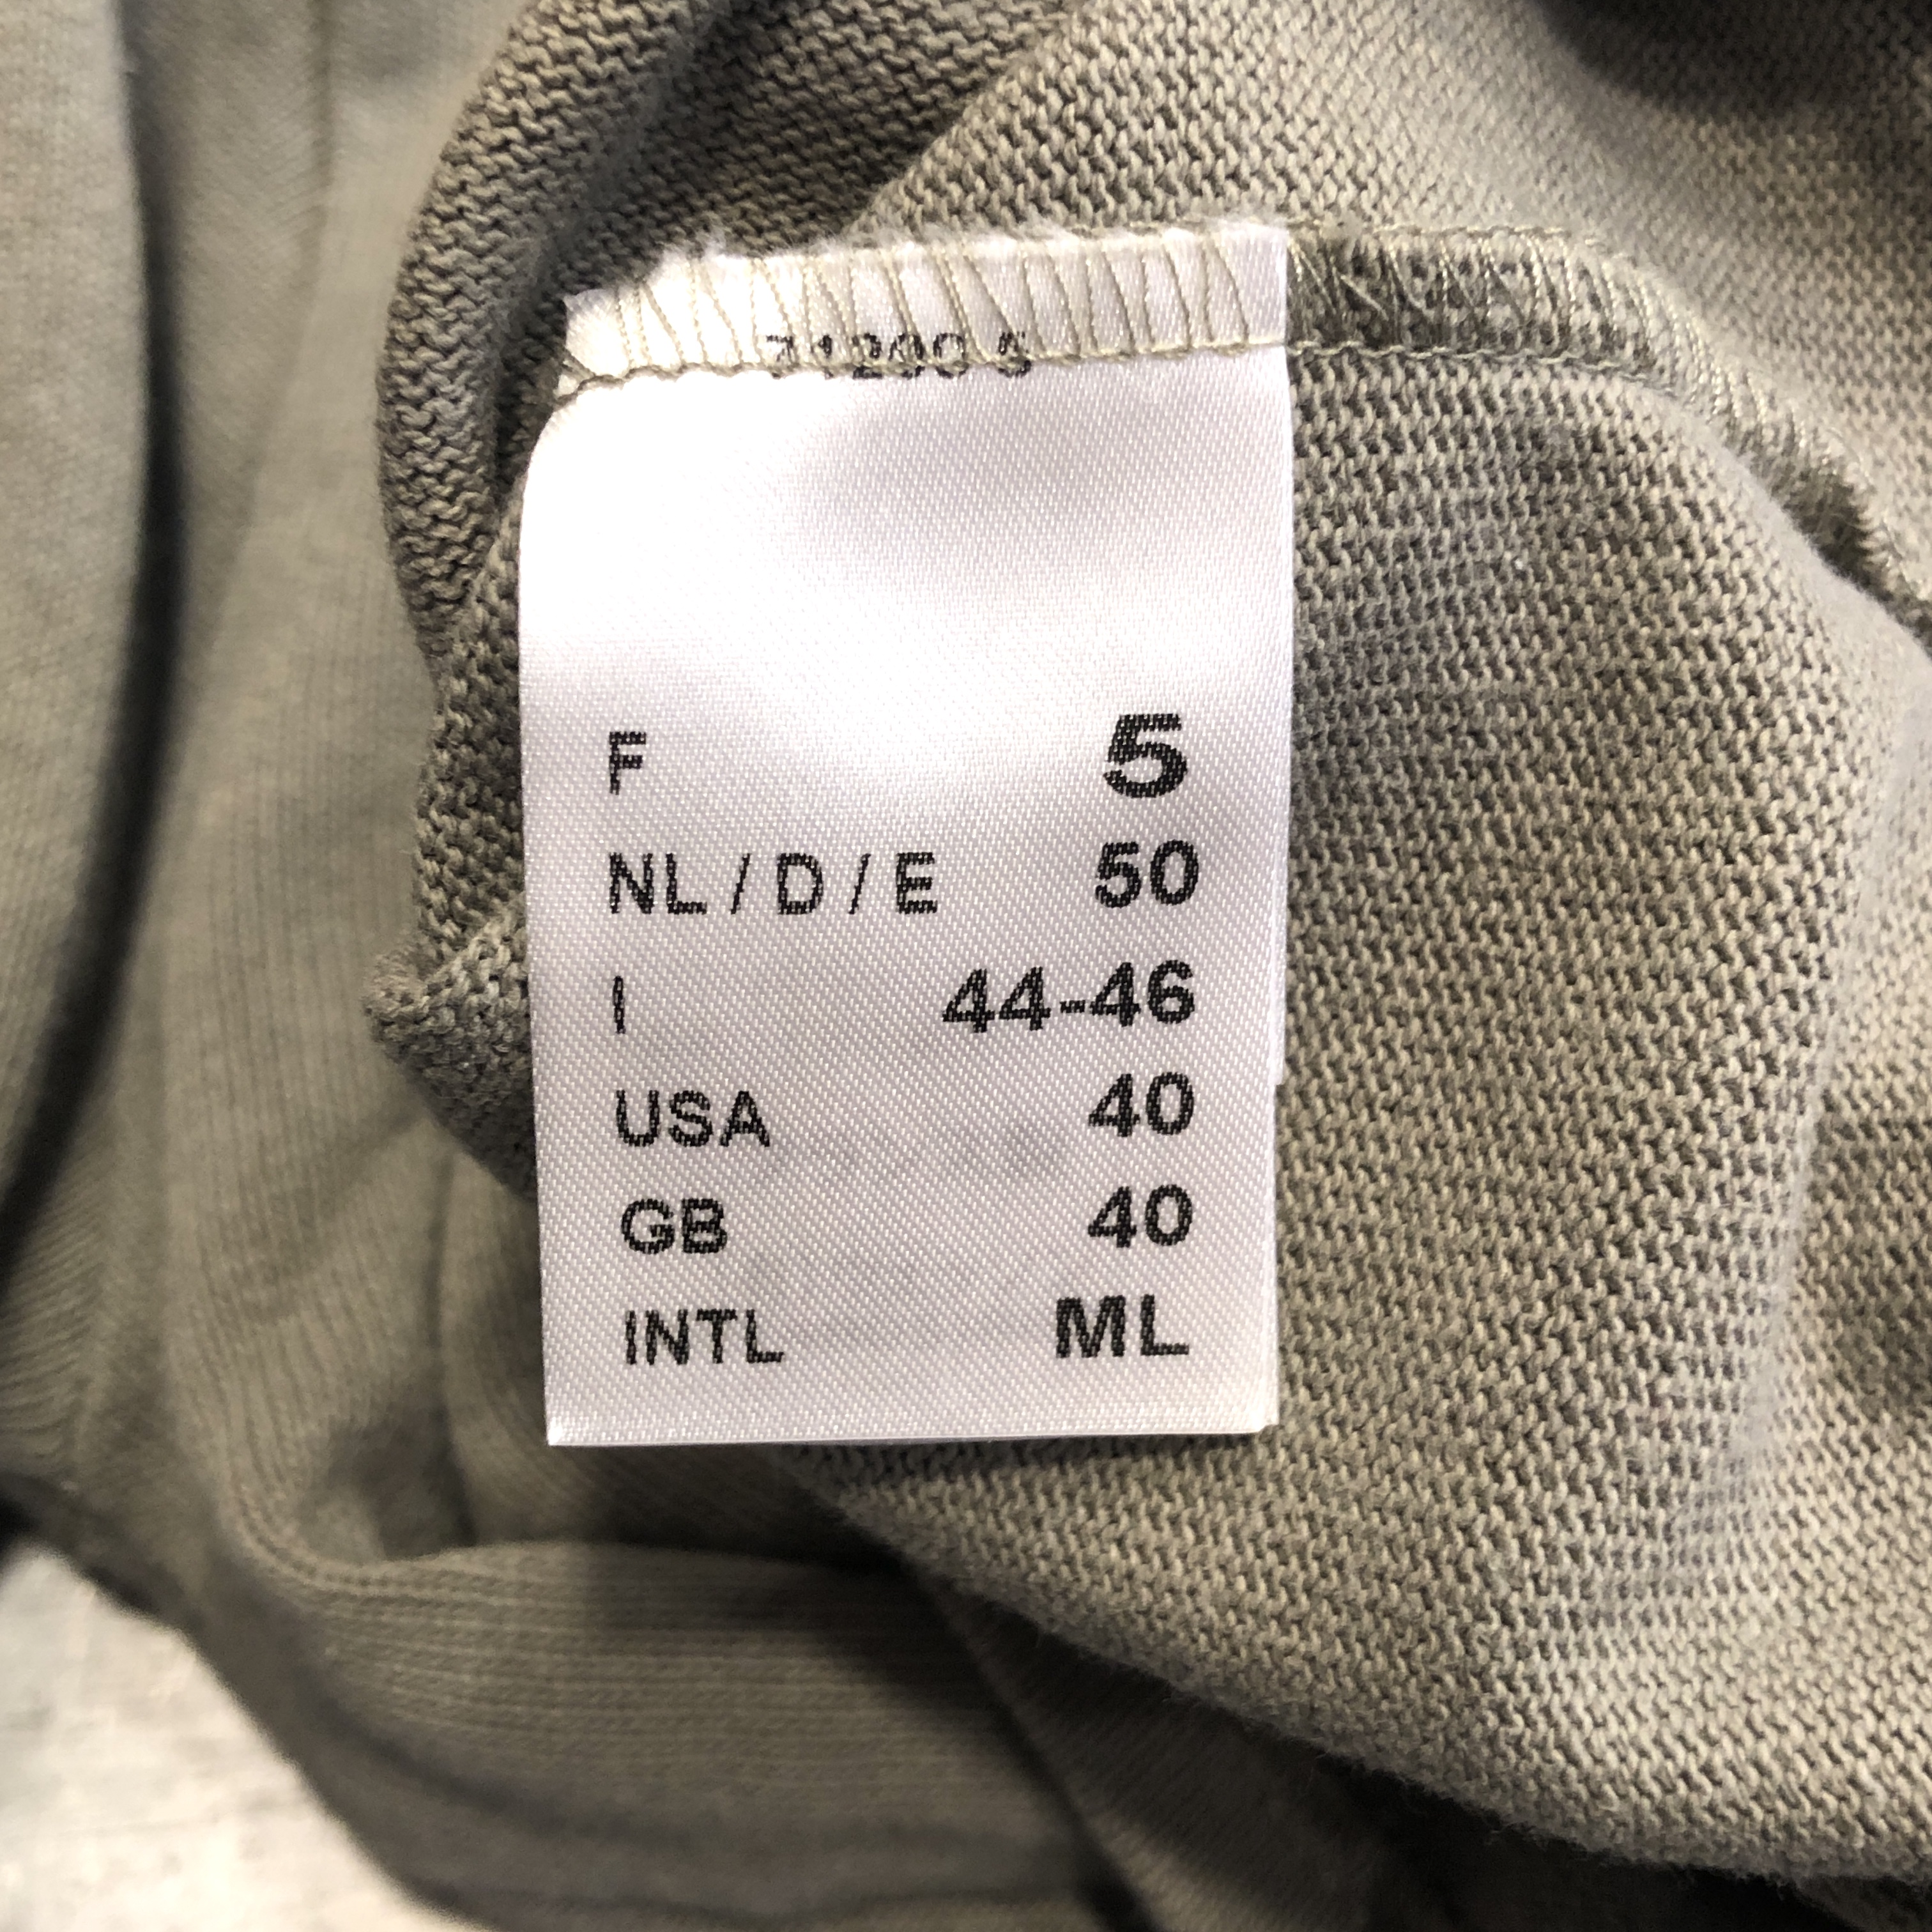 F 5
NL / D / E 50
I 44-46
USA 40
GB 40
INTL ML